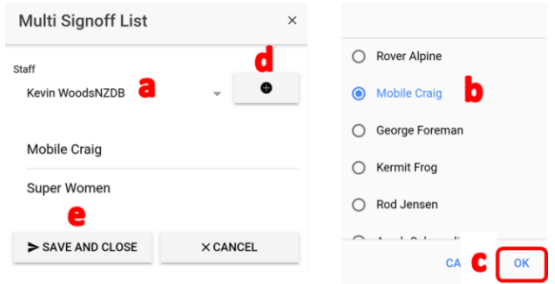 Multi Signoff List ×
d
Staff
Kevin WoodsNZDB a
Mobile Craig
Super Women
e
SAVE AND CLOSE × CANCEL
Rover Alpine
Mobile Craig b
George Foreman
Kermit Frog
Rod Jensen
CA c OK